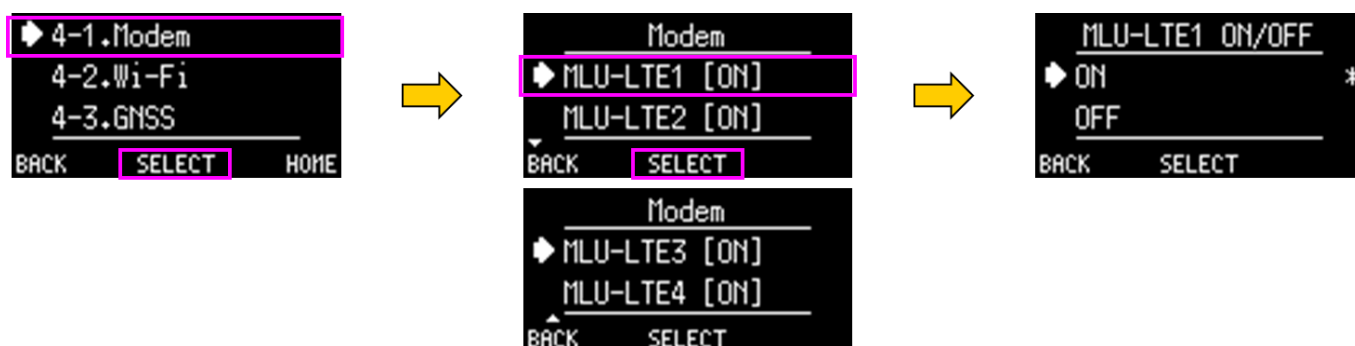 4-1.Modem
4-2.Wi-Fi
4-3.GNSS
BACK SELECT HOME
Modem
MLU-LTE1 [ON]
MLU-LTE2 [ON]
BACK SELECT
MLU-LTE1 ON/OFF
ON *
OFF
BACK SELECT
Modem
MLU-LTE3 [ON]
MLU-LTE4 [ON]
BACK SELECT